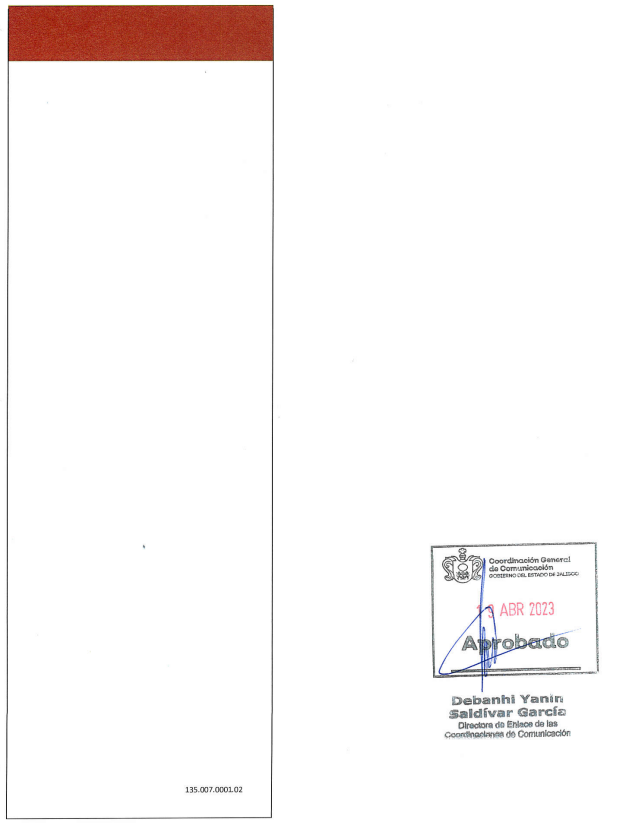 Coordinación General
de Comunicación
GOBIERNO DEL ESTADO DE JALISCO
ABR 2023
Aprobado
Debanhi Yanin
Saldívar García
Directora de Enlace de las
Coordinaciones de Comunicación
135.007.0001.02